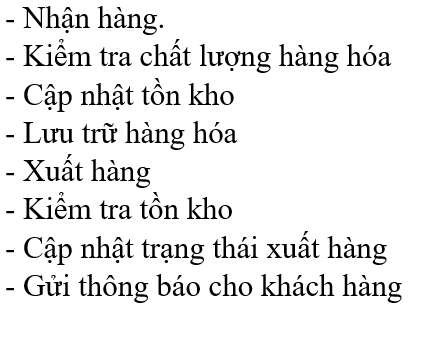 - Nhận hàng.
- Kiểm tra chất lượng hàng hóa
- Cập nhật tồn kho
- Lưu trữ hàng hóa
- Xuất hàng
- Kiểm tra tồn kho
- Cập nhật trạng thái xuất hàng
- Gửi thông báo cho khách hàng